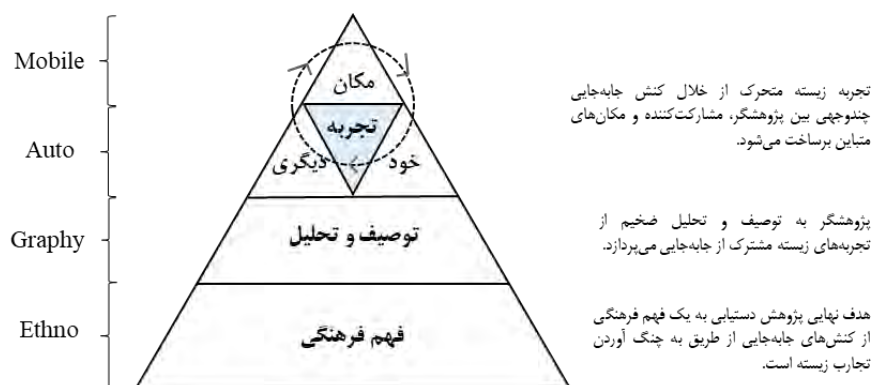 Mobile
Auto
Graphy
Ethno
مکان
تجربه
خود
دیگری
توصیف و تحلیل
فهم فرهنگی
تجربه زیسته متحرک از خلال کنش جابه‌جایی
چندوجهی بین پژوهشگر، مشارکت‌کننده و مکان‌های
متباین برساخت می‌شود.
پژوهشگر به توصیف و تحلیل ضخیم از
تجربه‌های زیسته مشترک از جابه‌جایی می‌پردازد.
هدف نهایی پژوهش دستیابی به یک فهم فرهنگی
از کنش‌های جابه‌جایی از طریق به چنگ آوردن
تجارب زیسته است.